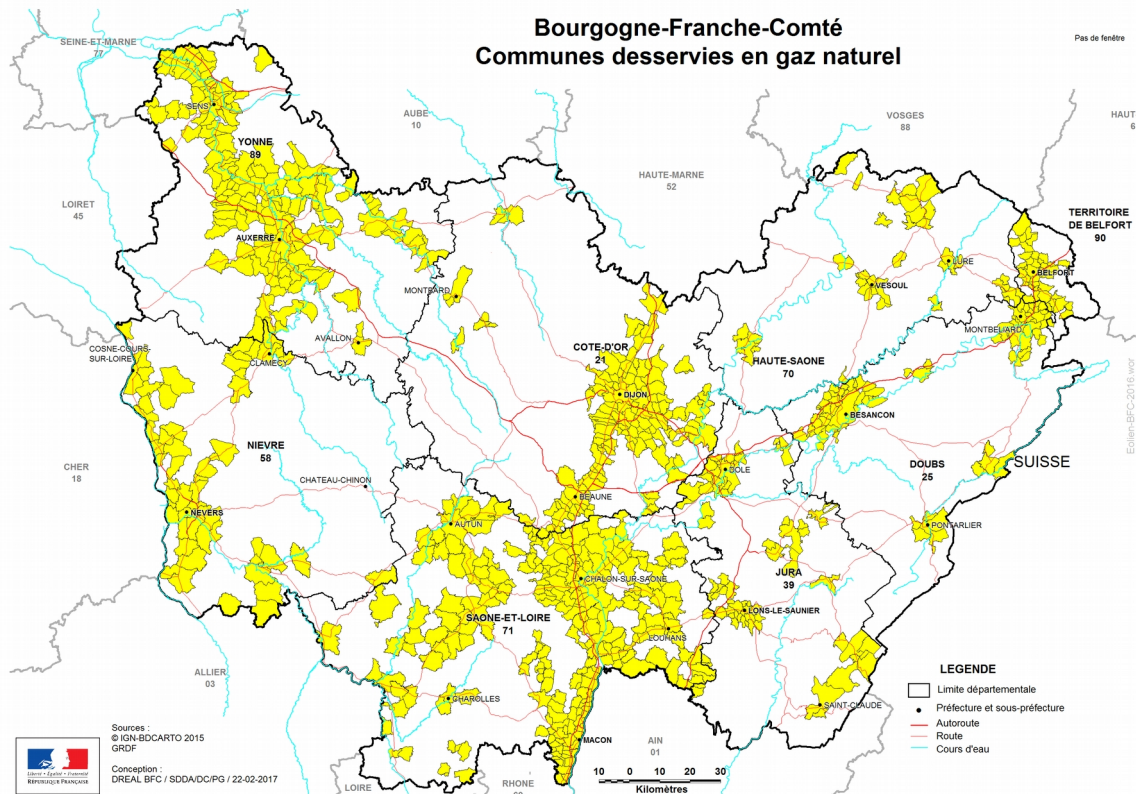 Bourgogne-Franche-Comté
Communes desservies en gaz naturel
Pas de fenêtre
SEINE-ET-MARNE
77
AUBE
10
VOSGES
88
HAUT
6
HAUTE-MARNE
52
LOIRET
45
SENS
YONNE
89
AUXERRE
TERRITOIRE
DE BELFORT
90
BELFORT
LURE
VESOUL
MONTBELIARD
MONTBARD
AVALLON
COSNE-COURS-
SUR-LOIRE
CLAMECY
COTE-D'OR
21
HAUTE-SAONE
70
DIJON
BESANCON
NIEVRE
58
CHER
18
DOUBS
25
SUISSE
DOLE
CHATEAU-CHINON
BEAUNE
NEVERS
AUTUN
PONTARLIER
JURA
39
CHALON-SUR-SAONE
LONS-LE-SAUNIER
SAONE-ET-LOIRE
71
LOUHANS
ALLIER
03
CHAROLLES
SAINT-CLAUDE
MACON
AIN
01
LOIRE
RHONE
Eolien-BFC-2016.wor
LEGENDE
Limite départementale
Préfecture et sous-préfecture
Autoroute
Route
Cours d'eau
10 0 10 20 30
Kilomètres
Sources :
© IGN-BDCARTO 2015
GRDF
Conception :
DREAL BFC / SDDA/DC/PG / 22-02-2017
Liberté • Égalité • Fraternité
RÉPUBLIQUE FRANÇAISE